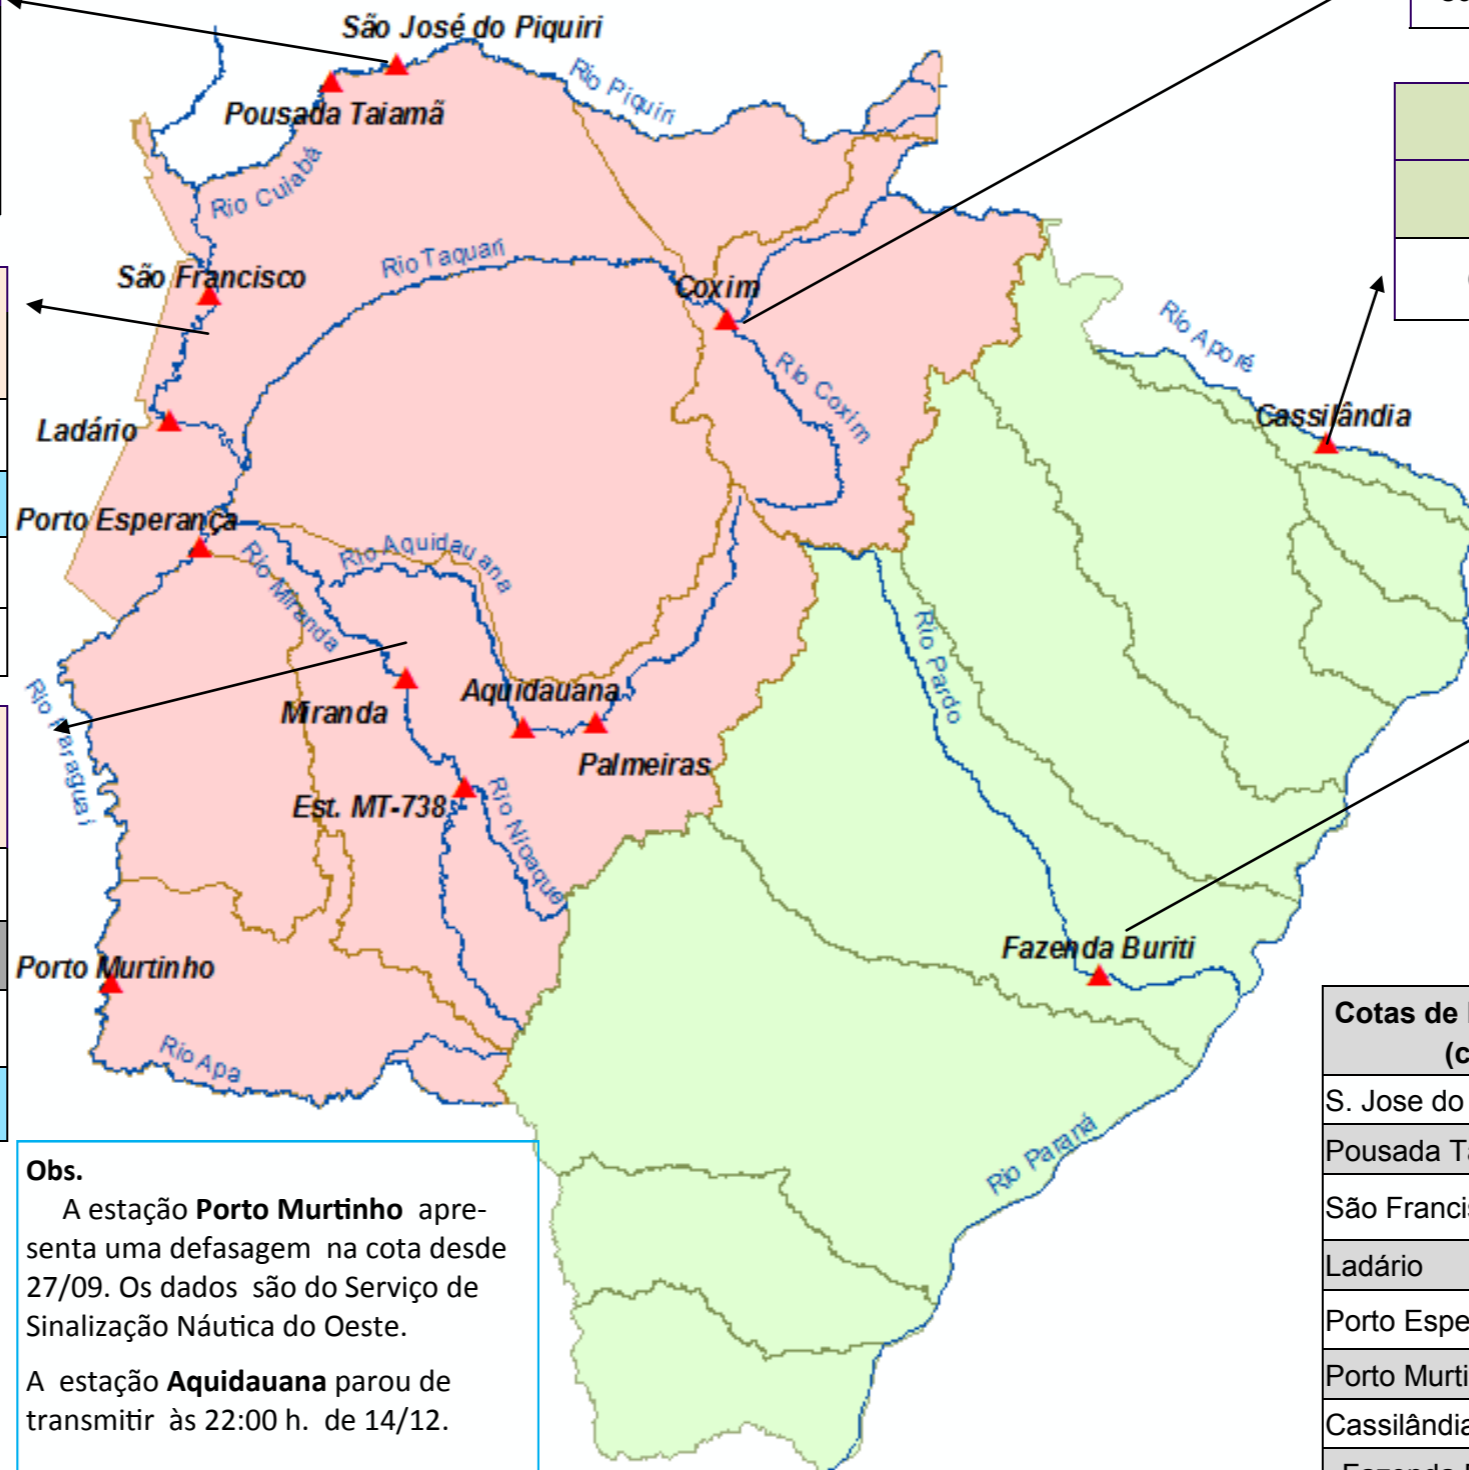 São José do Piquiri
Rio Piquiri
Pousada Taiamã
Rio Cuiabá
Rio Taquari
São Francisco
Coxim
Rio Aporé
Rio Coxim
Cassilândia
Ladário
Porto Esperança
Rio Aquidauana
Rio Miranda
Rio Pardo
Rio Paraguai
Miranda
Aquidauana
Palmeiras
Est. MT-738
Rio Nioaque
Fazenda Buriti
Porto Murtinho
Rio Apa
Rio Paraná
Obs.
A estação Porto Murtinho apre-
senta uma defasagem na cota desde
27/09. Os dados são do Serviço de
Sinalização Náutica do Oeste.
A estação Aquidauana parou de
transmitir às 22:00 h. de 14/12.
Cotas de
(c
S. Jose do
Pousada Ta
São Francis
Ladário
Porto Espe
Porto Murti
Cassilândia